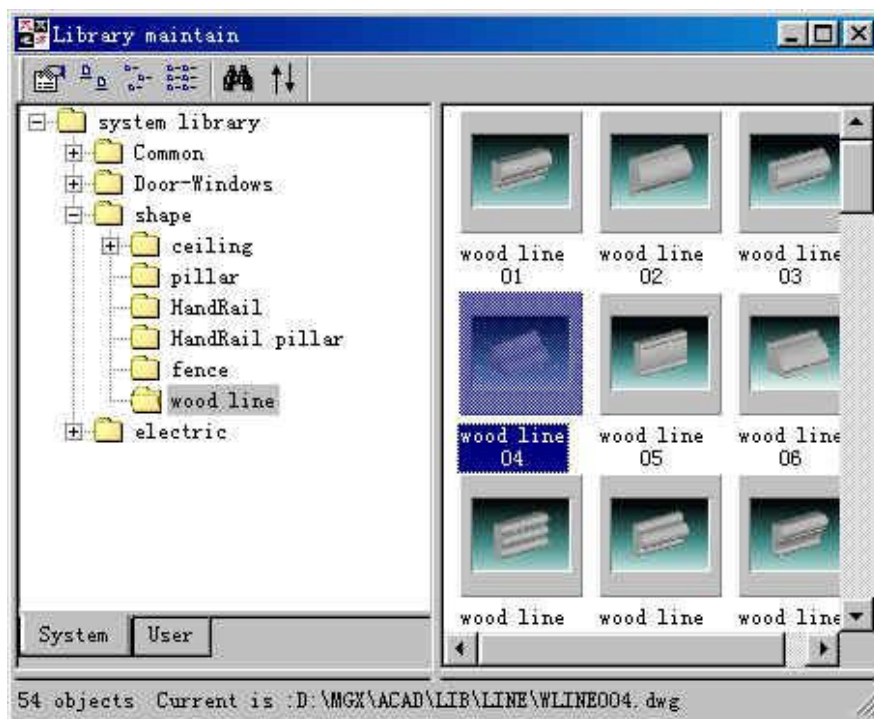 Library maintain
system library
Common
Door-Windows
shape
ceiling
pillar
HandRail
HandRail pillar
fence
wood line
electric
System
User
wood line
01
wood line
02
wood line
03
wood line
04
wood line
05
wood line
06
wood line
wood line
wood line
54 objects Current is :D:\MGX\ACAD\LIB\LINE\WLINE004.dwg